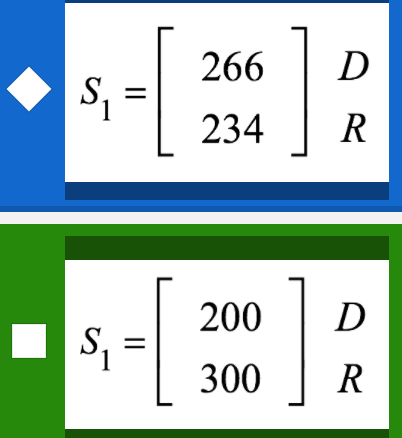 S₁ = [ 266 ] D
[ 234 ] R
S₁ = [ 200 ] D
[ 300 ] R